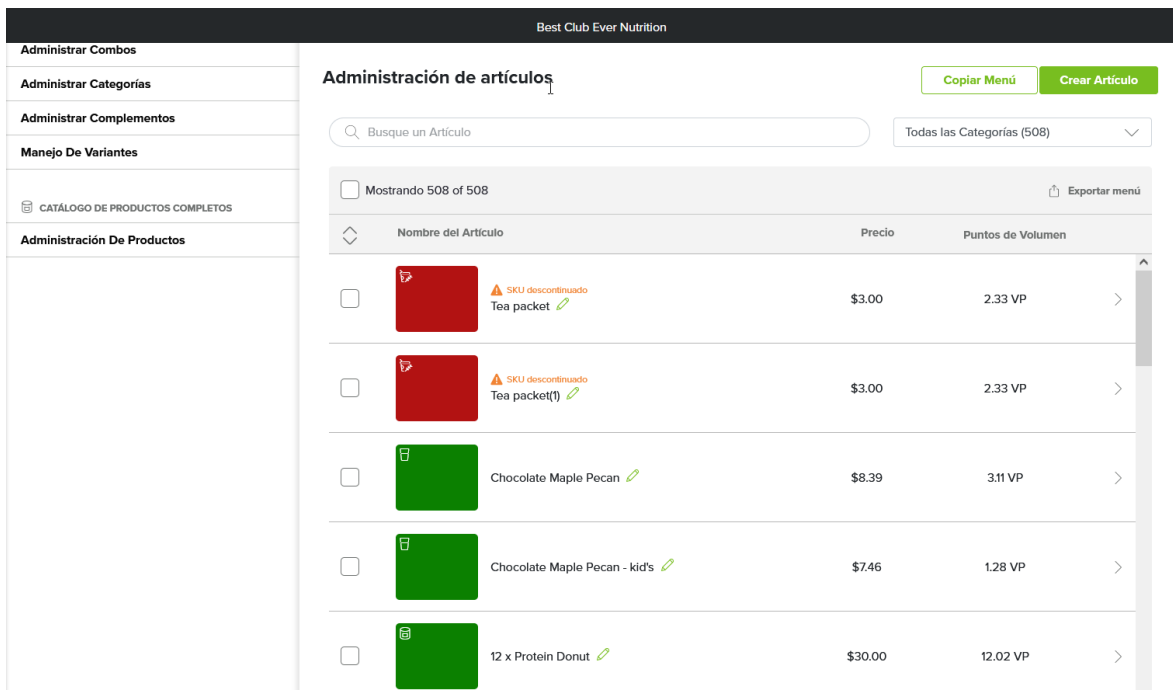 Best Club Ever Nutrition
Administrar Combos
Administrar Categorías
Administrar Complementos
Manejo De Variantes
CATÁLOGO DE PRODUCTOS COMPLETOS
Administración De Productos
Administración de artículos
Copiar Menú
Crear Artículo
Busque un Artículo
Todas las Categorías (508)
Mostrando 508 of 508
Exportar menú
Nombre del Artículo
Precio
Puntos de Volumen
SKU descontinuado
Tea packet
$3.00
2.33 VP
SKU descontinuado
Tea packet(1)
$3.00
2.33 VP
Chocolate Maple Pecan
$8.39
3.11 VP
Chocolate Maple Pecan - kid's
$7.46
1.28 VP
12 x Protein Donut
$30.00
12.02 VP